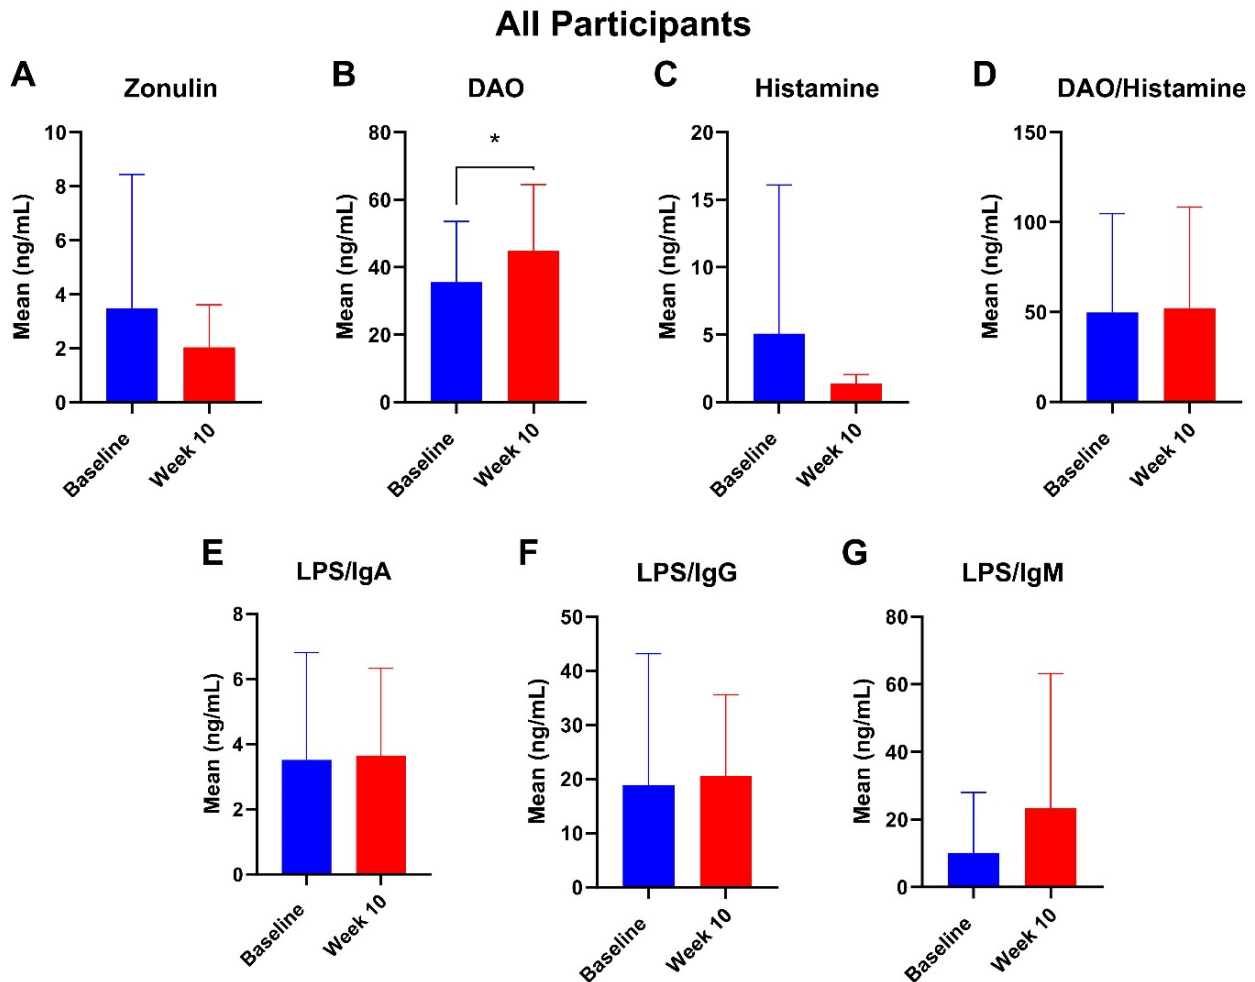 All Participants
A
Zonulin
Mean (ng/mL)
10
8
6
4
2
0
Baseline
Week 10
B
DAO
Mean (ng/mL)
80
60
40
20
0
*
Baseline
Week 10
C
Histamine
Mean (ng/mL)
20
15
10
5
0
Baseline
Week 10
D
DAO/Histamine
Mean (ng/mL)
150
100
50
0
Baseline
Week 10
E
LPS/IgA
Mean (ng/mL)
8
6
4
2
0
Baseline
Week 10
F
LPS/IgG
Mean (ng/mL)
50
40
30
20
10
0
Baseline
Week 10
G
LPS/IgM
Mean (ng/mL)
80
60
40
20
0
Baseline
Week 10